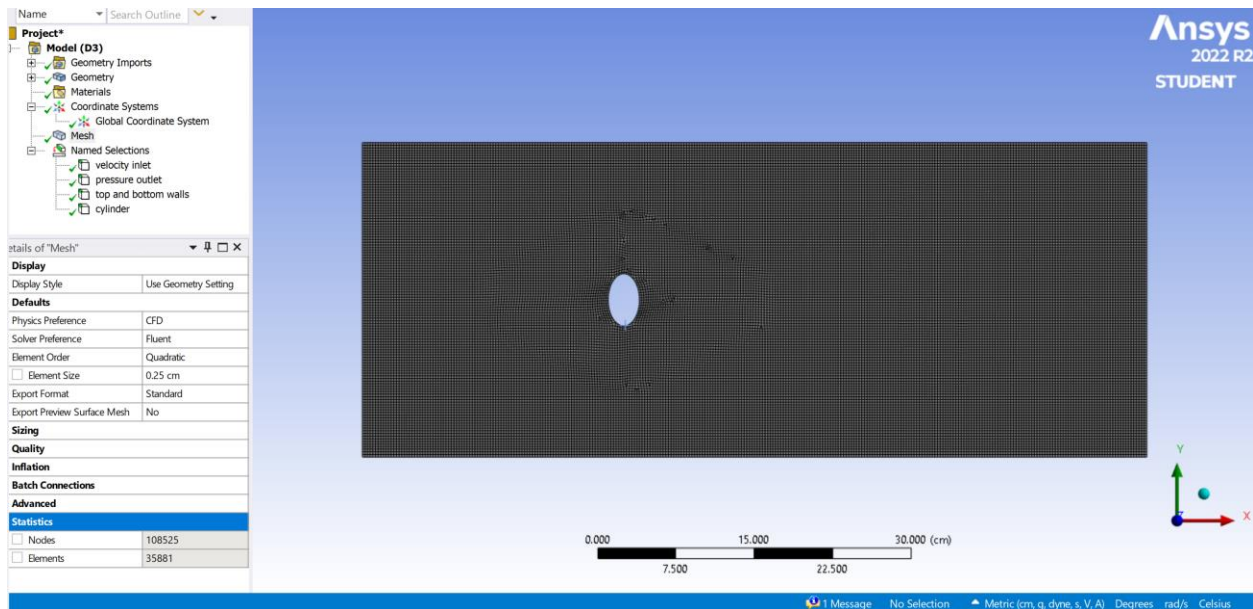 Name Search Outline
Project*
Model (D3)
Geometry Imports
Geometry
Materials
Coordinate Systems
Global Coordinate System
Mesh
Named Selections
velocity inlet
pressure outlet
top and bottom walls
cylinder
etails of "Mesh"
Display
Display Style Use Geometry Setting
Defaults
Physics Preference CFD
Solver Preference Fluent
Element Order Quadratic
Element Size 0.25 cm
Export Format Standard
Export Preview Surface Mesh No
Sizing
Quality
Inflation
Batch Connections
Advanced
Statistics
Nodes 108525
Elements 35881
Ansys
2022 R2
STUDENT
Y
Z X
0.000 15.000 30.000 (cm)
7.500 22.500
1 Message No Selection Metric (cm, g, dyne, s, V, A) Degrees rad/s Celsius